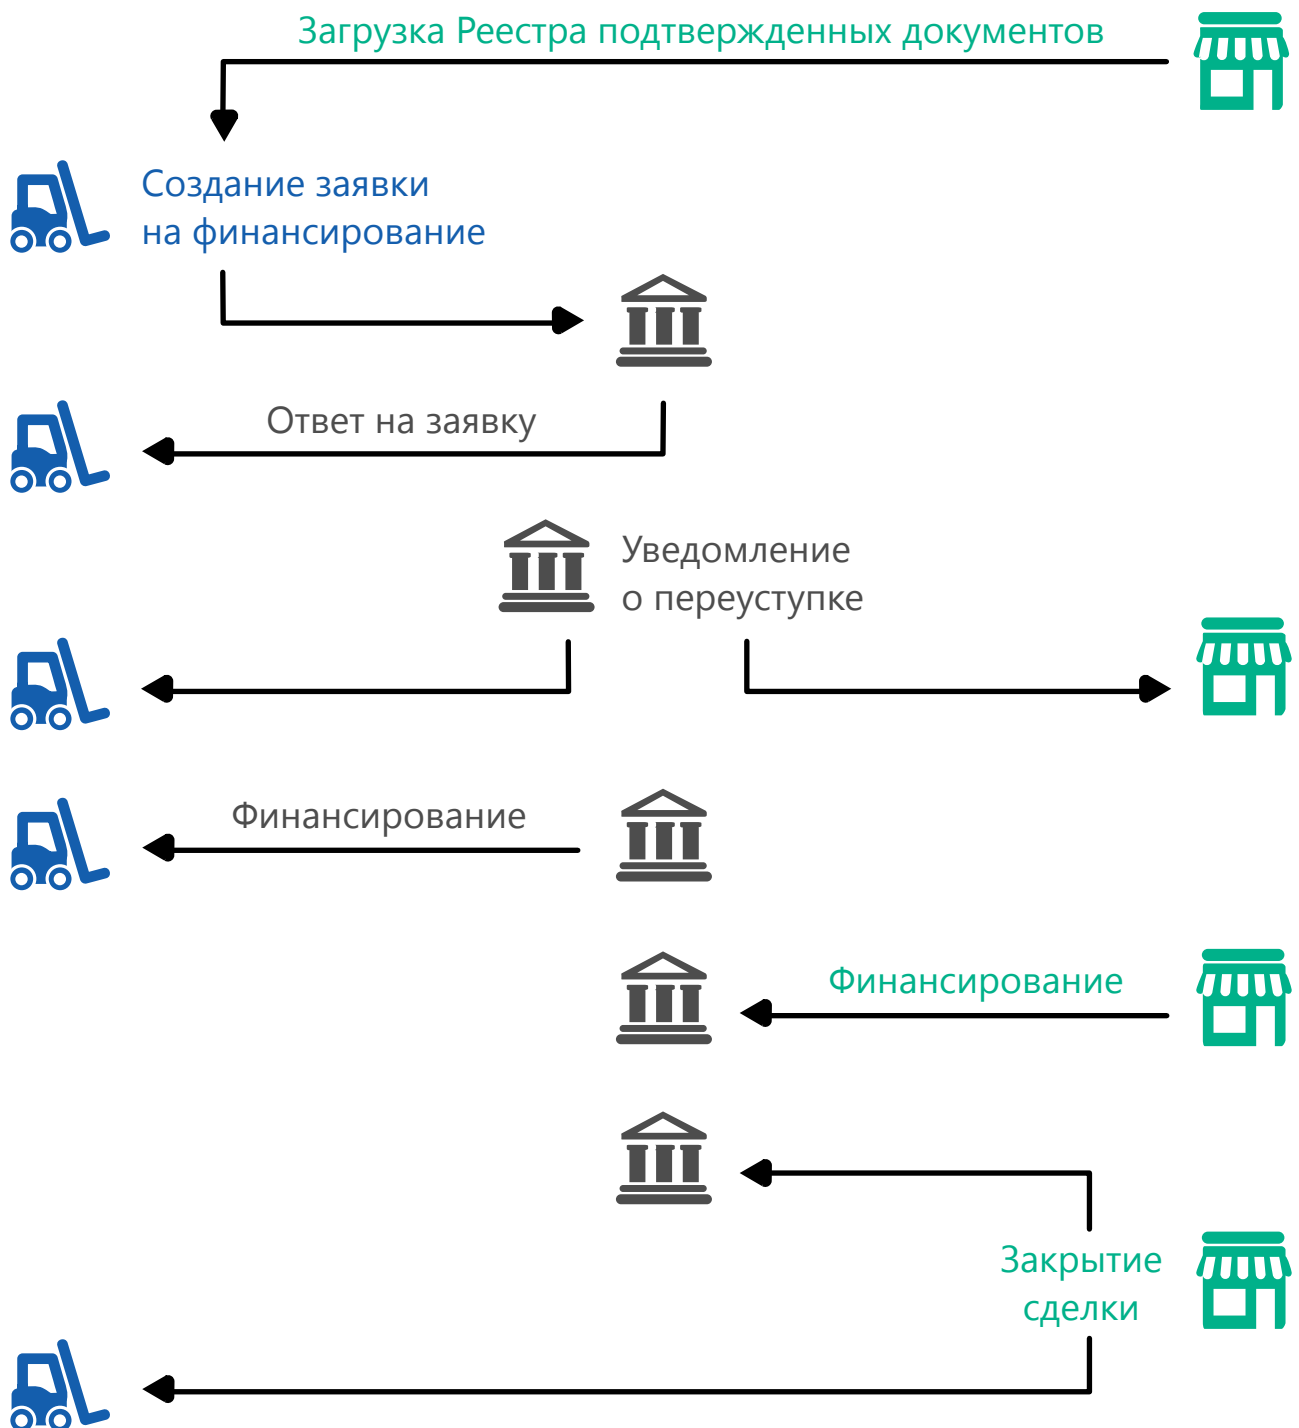 Загрузка Реестра подтвержденных документов
Создание заявки
на финансирование
Ответ на заявку
Уведомление
о переуступке
Финансирование
Финансирование
Закрытие
сделки